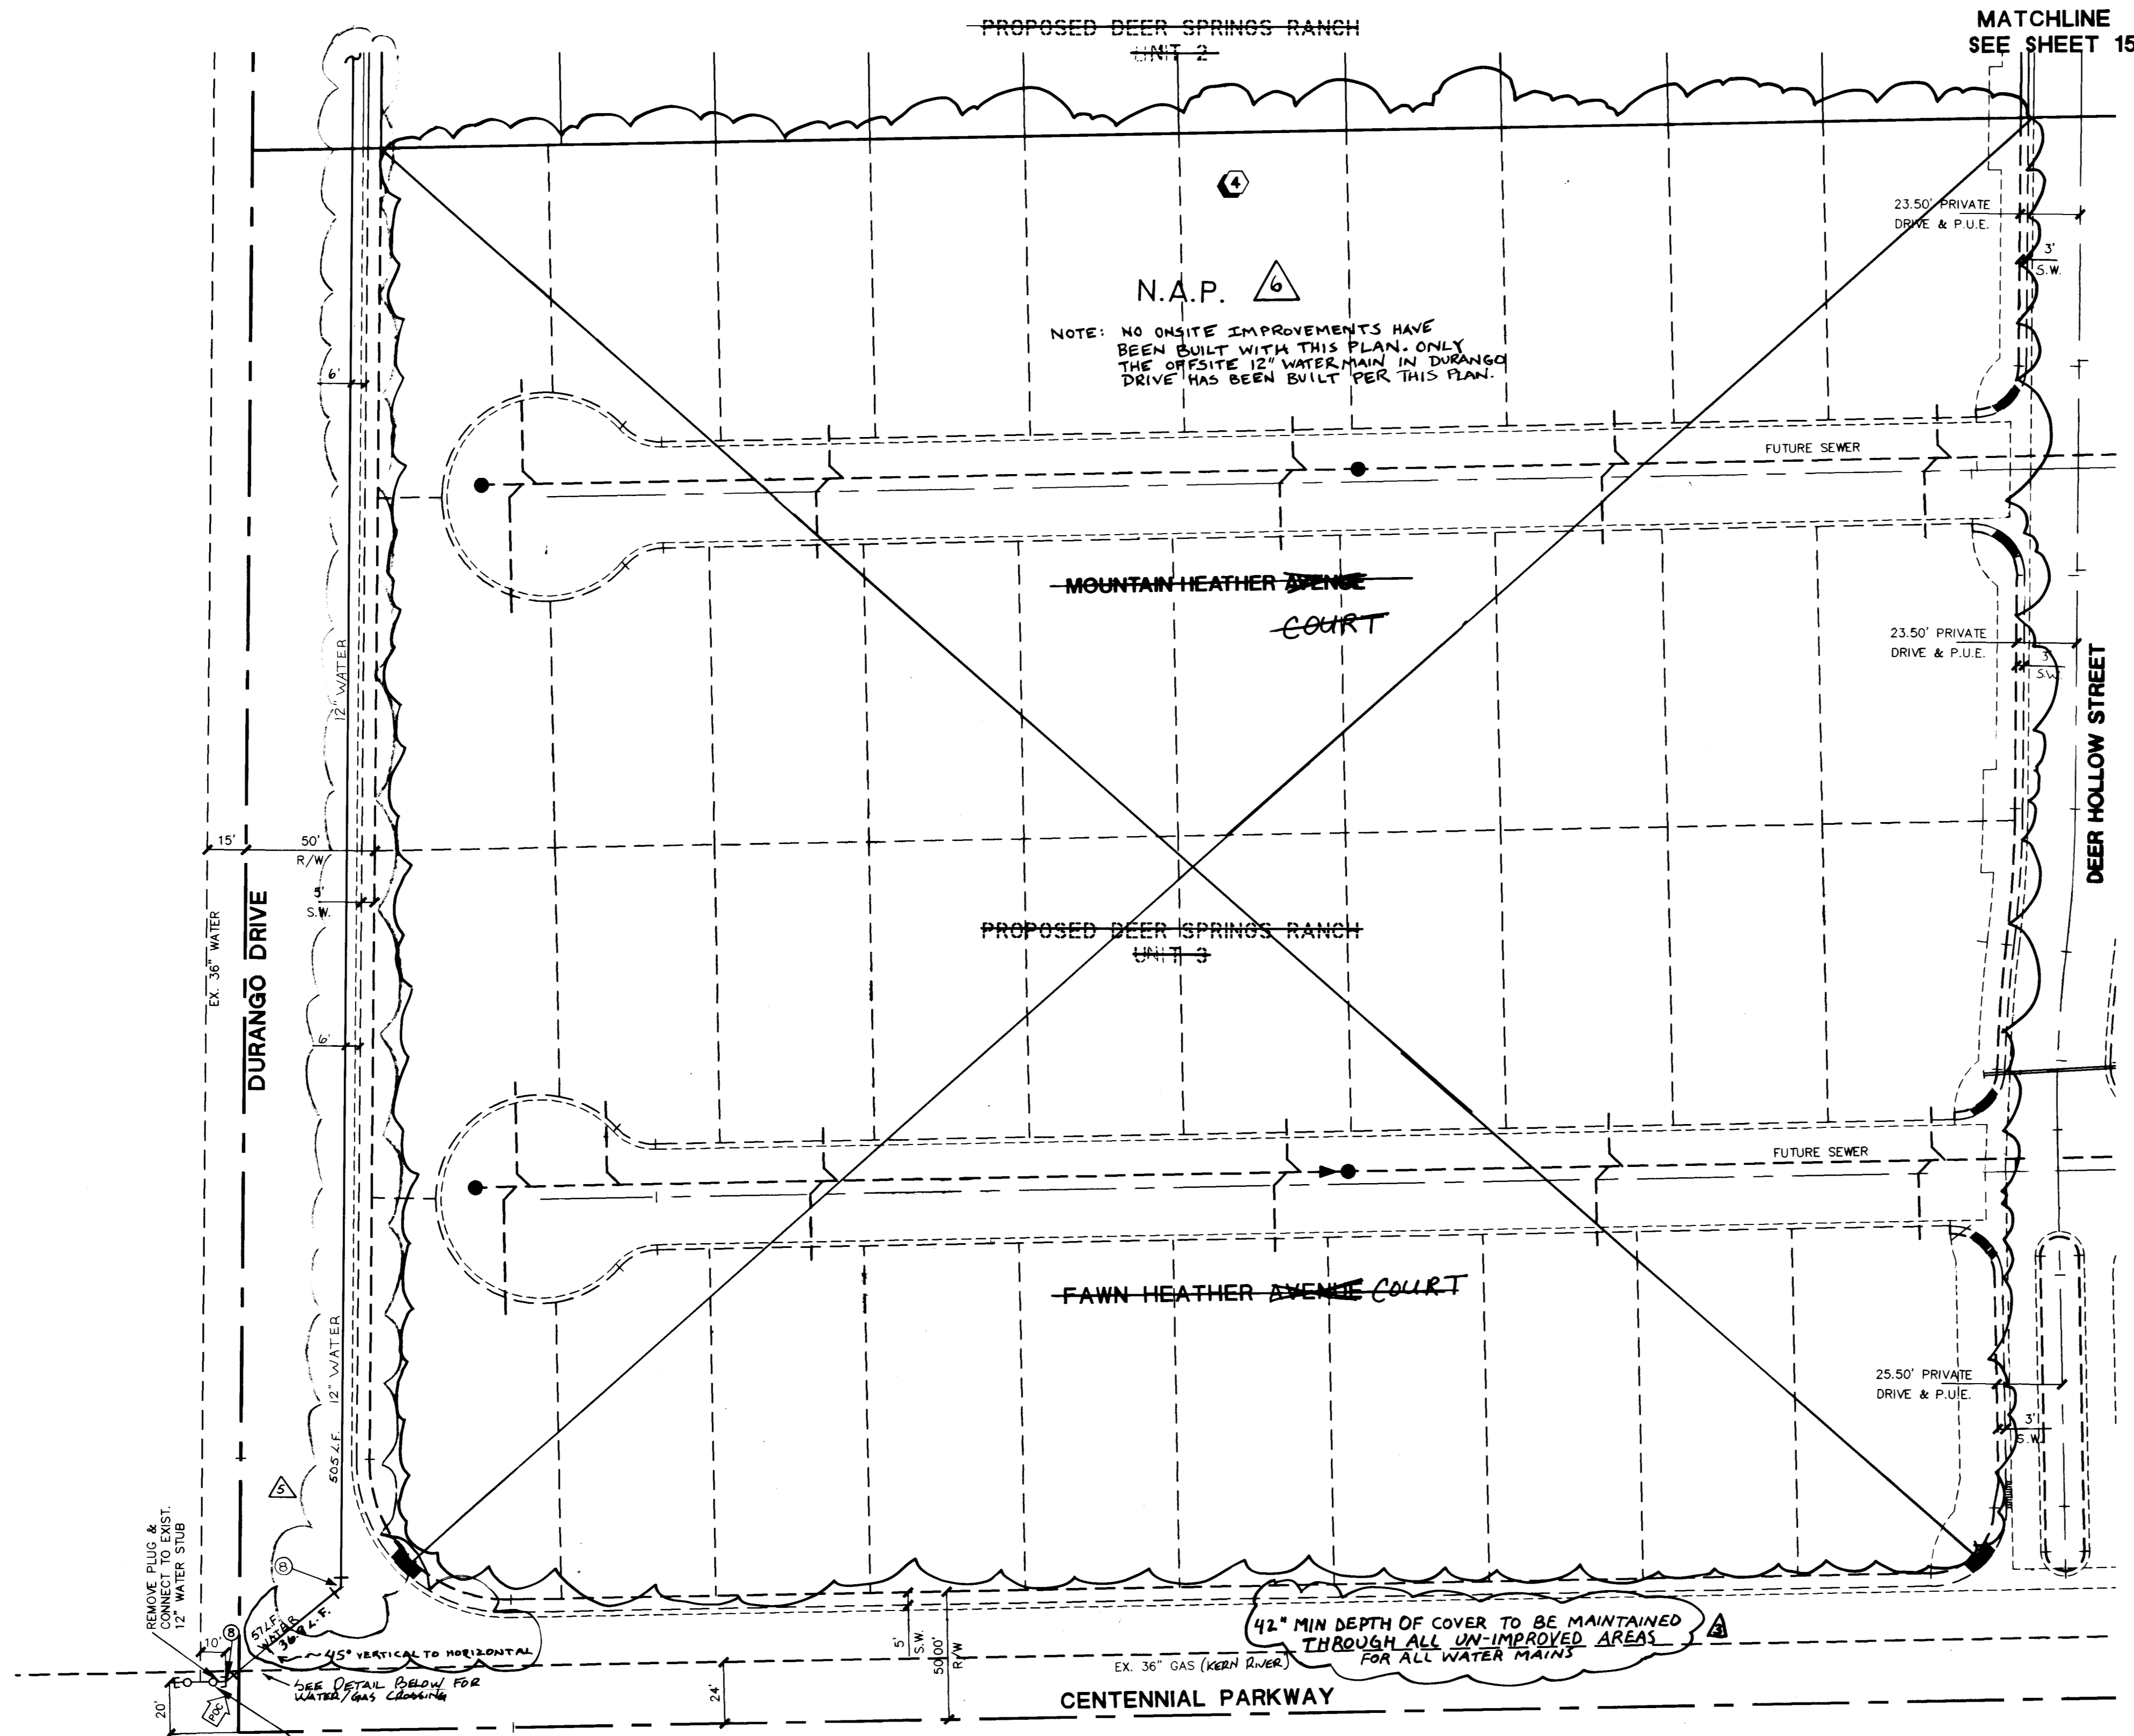 PROPOSED DEER SPRINGS RANCH
UNIT 2
MATCHLINE
SEE SHEET 15
4
23.50' PRIVATE
DRIVE & P.U.E.
3'
S.W.
N.A.P. 6
NOTE: NO ONSITE IMPROVEMENTS HAVE
BEEN BUILT WITH THIS PLAN. ONLY
THE OFFSITE 12" WATER MAIN IN DURANGO
DRIVE HAS BEEN BUILT PER THIS PLAN.
6'
FUTURE SEWER
MOUNTAIN HEATHER AVENUE
COURT
12" WATER
23.50' PRIVATE
DRIVE & P.U.E.
3'
S.W.
DEER HOLLOW STREET
15'
50'
R/W
5'
S.W.
EX. 36" WATER
DURANGO DRIVE
PROPOSED DEER SPRINGS RANCH
UNIT 3
6'
FUTURE SEWER
FAWN HEATHER AVENUE COURT
505 L.F. 12" WATER
25.50' PRIVATE
DRIVE & P.U.E.
3'
S.W.
5
REMOVE PLUG &
CONNECT TO EXIST.
12" WATER STUB
8
8
10'
57 L.F.
WATER
36.9 L.F.
~45° VERTICAL TO HORIZONTAL
SEE DETAIL BELOW FOR
WATER/GAS CROSSING
POC
20'
24'
5'
S.W.
50.00'
R/W
42" MIN DEPTH OF COVER TO BE MAINTAINED
THROUGH ALL UN-IMPROVED AREAS
FOR ALL WATER MAINS
3
EX. 36" GAS (KERN RIVER)
CENTENNIAL PARKWAY